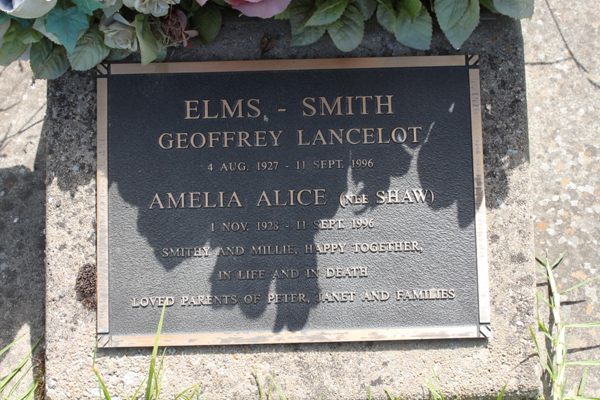 ELMS - SMITH
GEOFFREY LANCELOT
4 AUG. 1927 - 11 SEPT. 1996
AMELIA ALICE (NEE SHAW)
1 NOV. 1928 - 11 SEPT. 1996
SMITHY AND MILLIE, HAPPY TOGETHER,
IN LIFE AND IN DEATH
LOVED PARENTS OF PETER, JANET AND FAMILIES